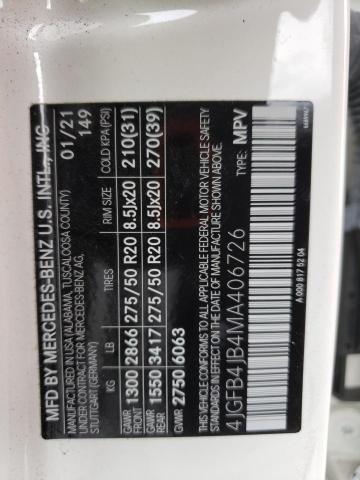 MFD BY MERCEDES-BENZ U.S. INTL., INC
MANUFACTURED IN USA (VANCE, ALABAMA, TUSCALOOSA COUNTY)
UNDER CONTRACT FOR MERCEDES-BENZ AG,
STUTTGART (GERMANY)
01/21
149
KG LB TIRES RIM SIZE COLD KPA(PSI)
GAWR FRONT 1300 2866 275/50 R20 8.5Jx20 210(31)
GAWR REAR 1550 3417 275/50 R20 8.5Jx20 270(39)
GVWR 2750 6063
THIS VEHICLE CONFORMS TO ALL APPLICABLE FEDERAL MOTOR VEHICLE SAFETY
STANDARDS IN EFFECT ON THE DATE OF MANUFACTURE SHOWN ABOVE.
VEHICLE IDENT. NO. TYPE: MPV
4JGFB4JB4MA406726
A 000 817 52 04